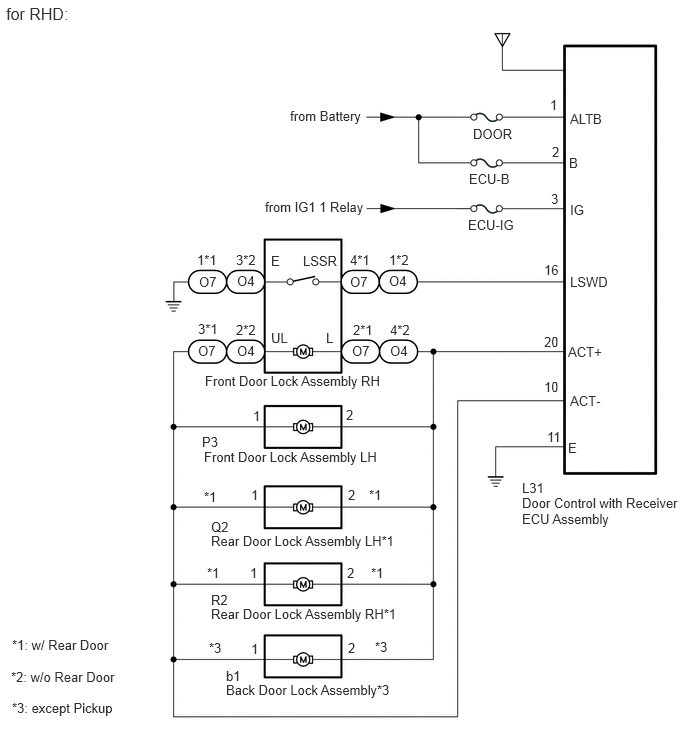 for RHD:
from Battery
DOOR
1
ALTB
ECU-B
2
B
from IG1 1 Relay
ECU-IG
3
IG
1*1 3*2
O7 O4
E LSSR
4*1 1*2
O7 O4
16
LSWD
3*1 2*2
O7 O4
UL M L
2*1 4*2
O7 O4
20
ACT+
Front Door Lock Assembly RH
10
ACT-
1 M 2
P3
Front Door Lock Assembly LH
11
E
L31
Door Control with Receiver
ECU Assembly
*1 1 M 2 *1
Q2
Rear Door Lock Assembly LH*1
*1 1 M 2 *1
R2
Rear Door Lock Assembly RH*1
*3 1 M 2 *3
b1
Back Door Lock Assembly*3
*1: w/ Rear Door
*2: w/o Rear Door
*3: except Pickup